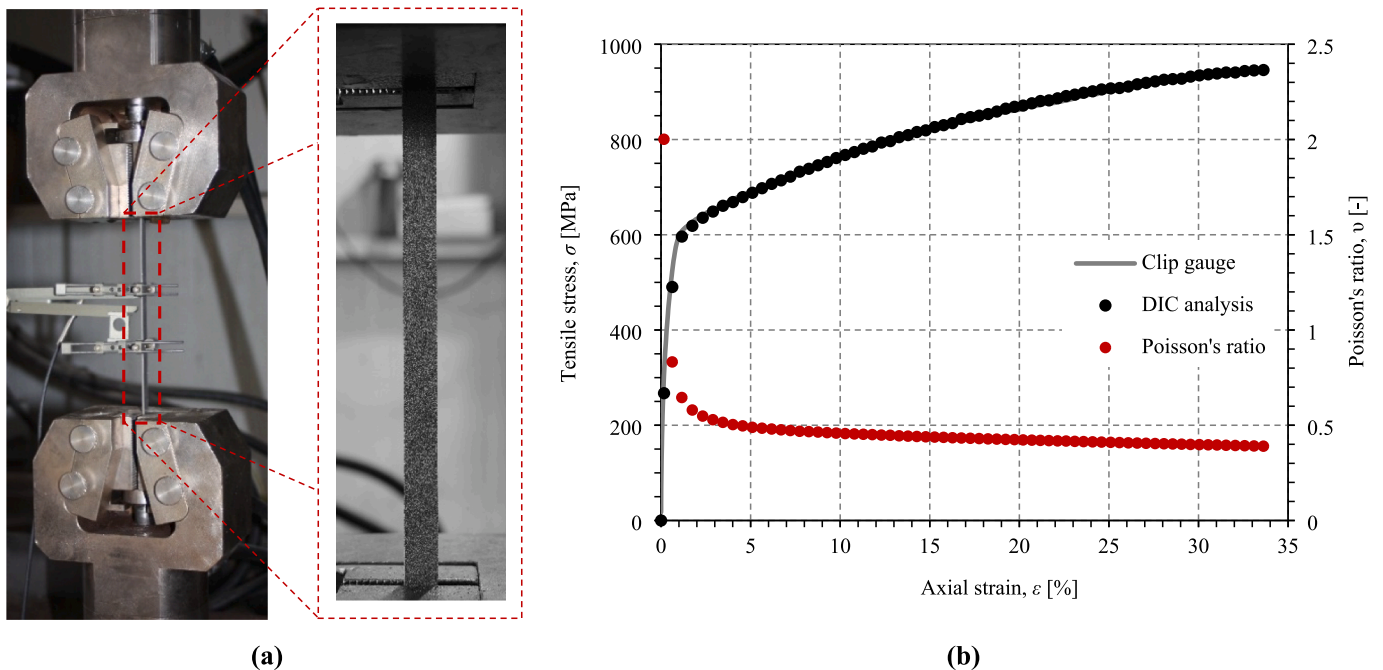 1000
800
600
400
200
0
Tensile stress, σ [MPa]
2.5
2
1.5
1
0.5
0
Poisson's ratio, υ [-]
Clip gauge
DIC analysis
Poisson's ratio
0 5 10 15 20 25 30 35
Axial strain, ε [%]
(a) (b)